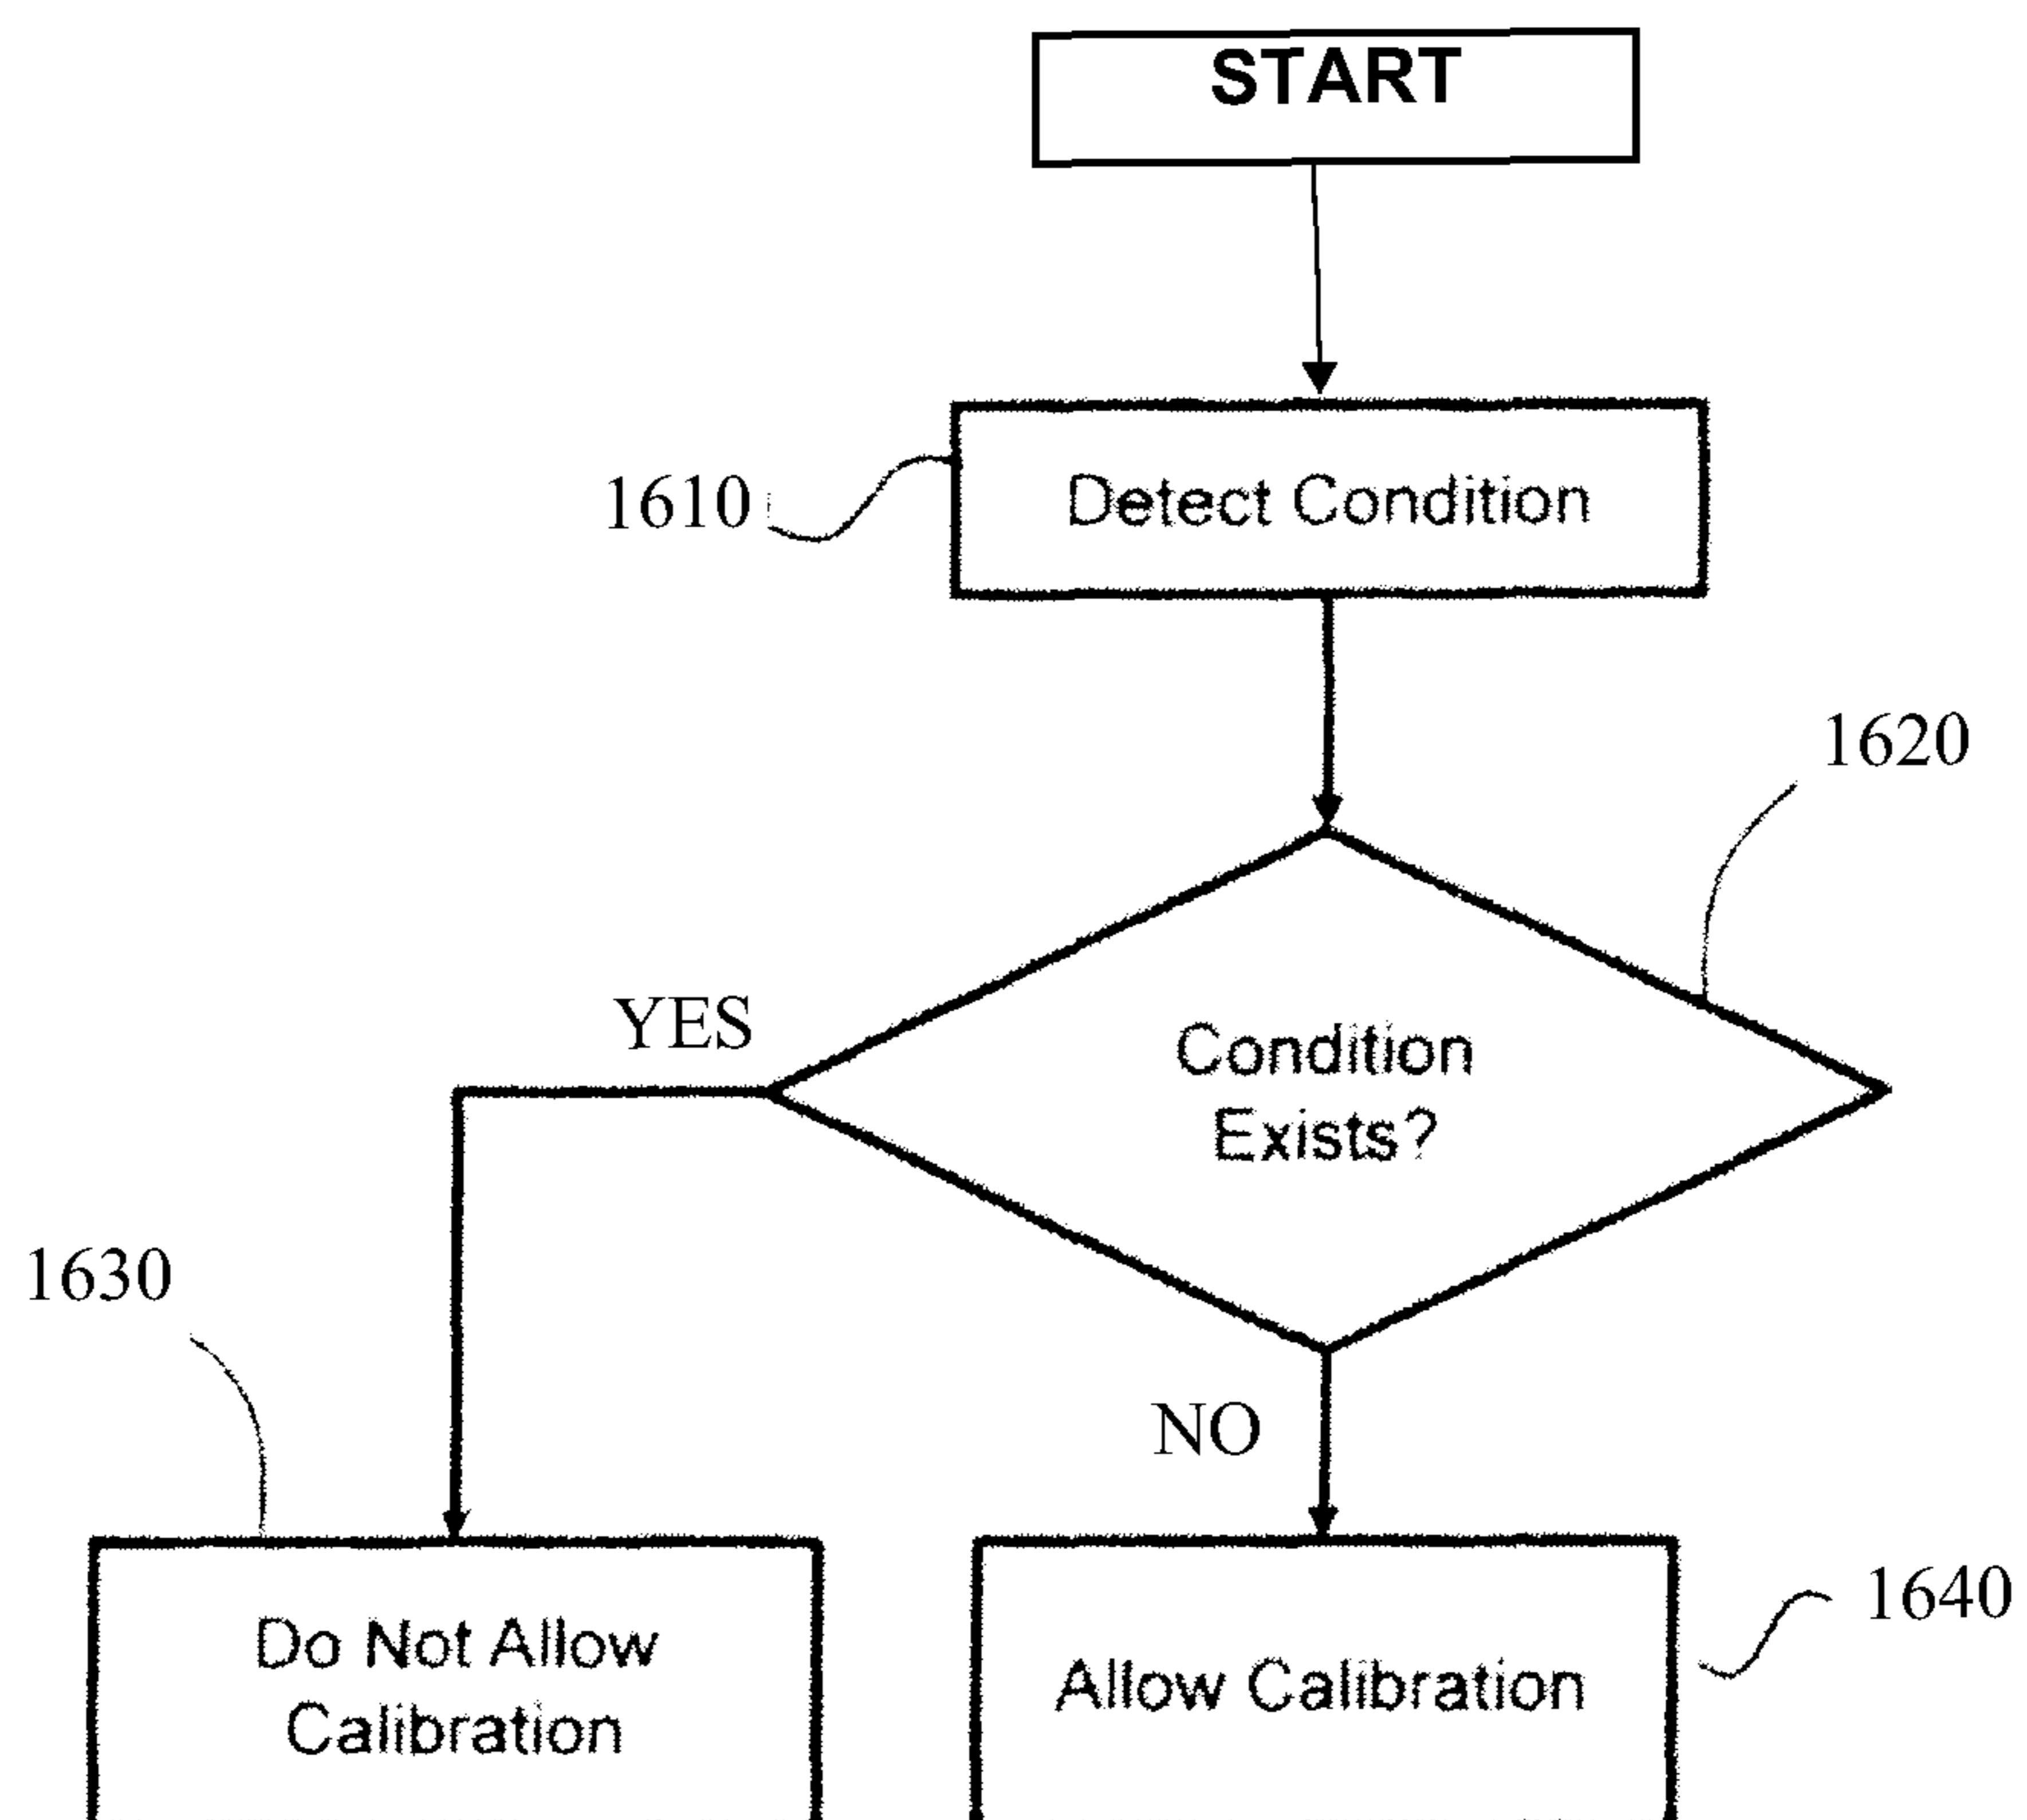 START
1610
Detect Condition
1620
Condition
Exists?
YES
1630
NO
Do Not Allow
Calibration
Allow Calibration
1640